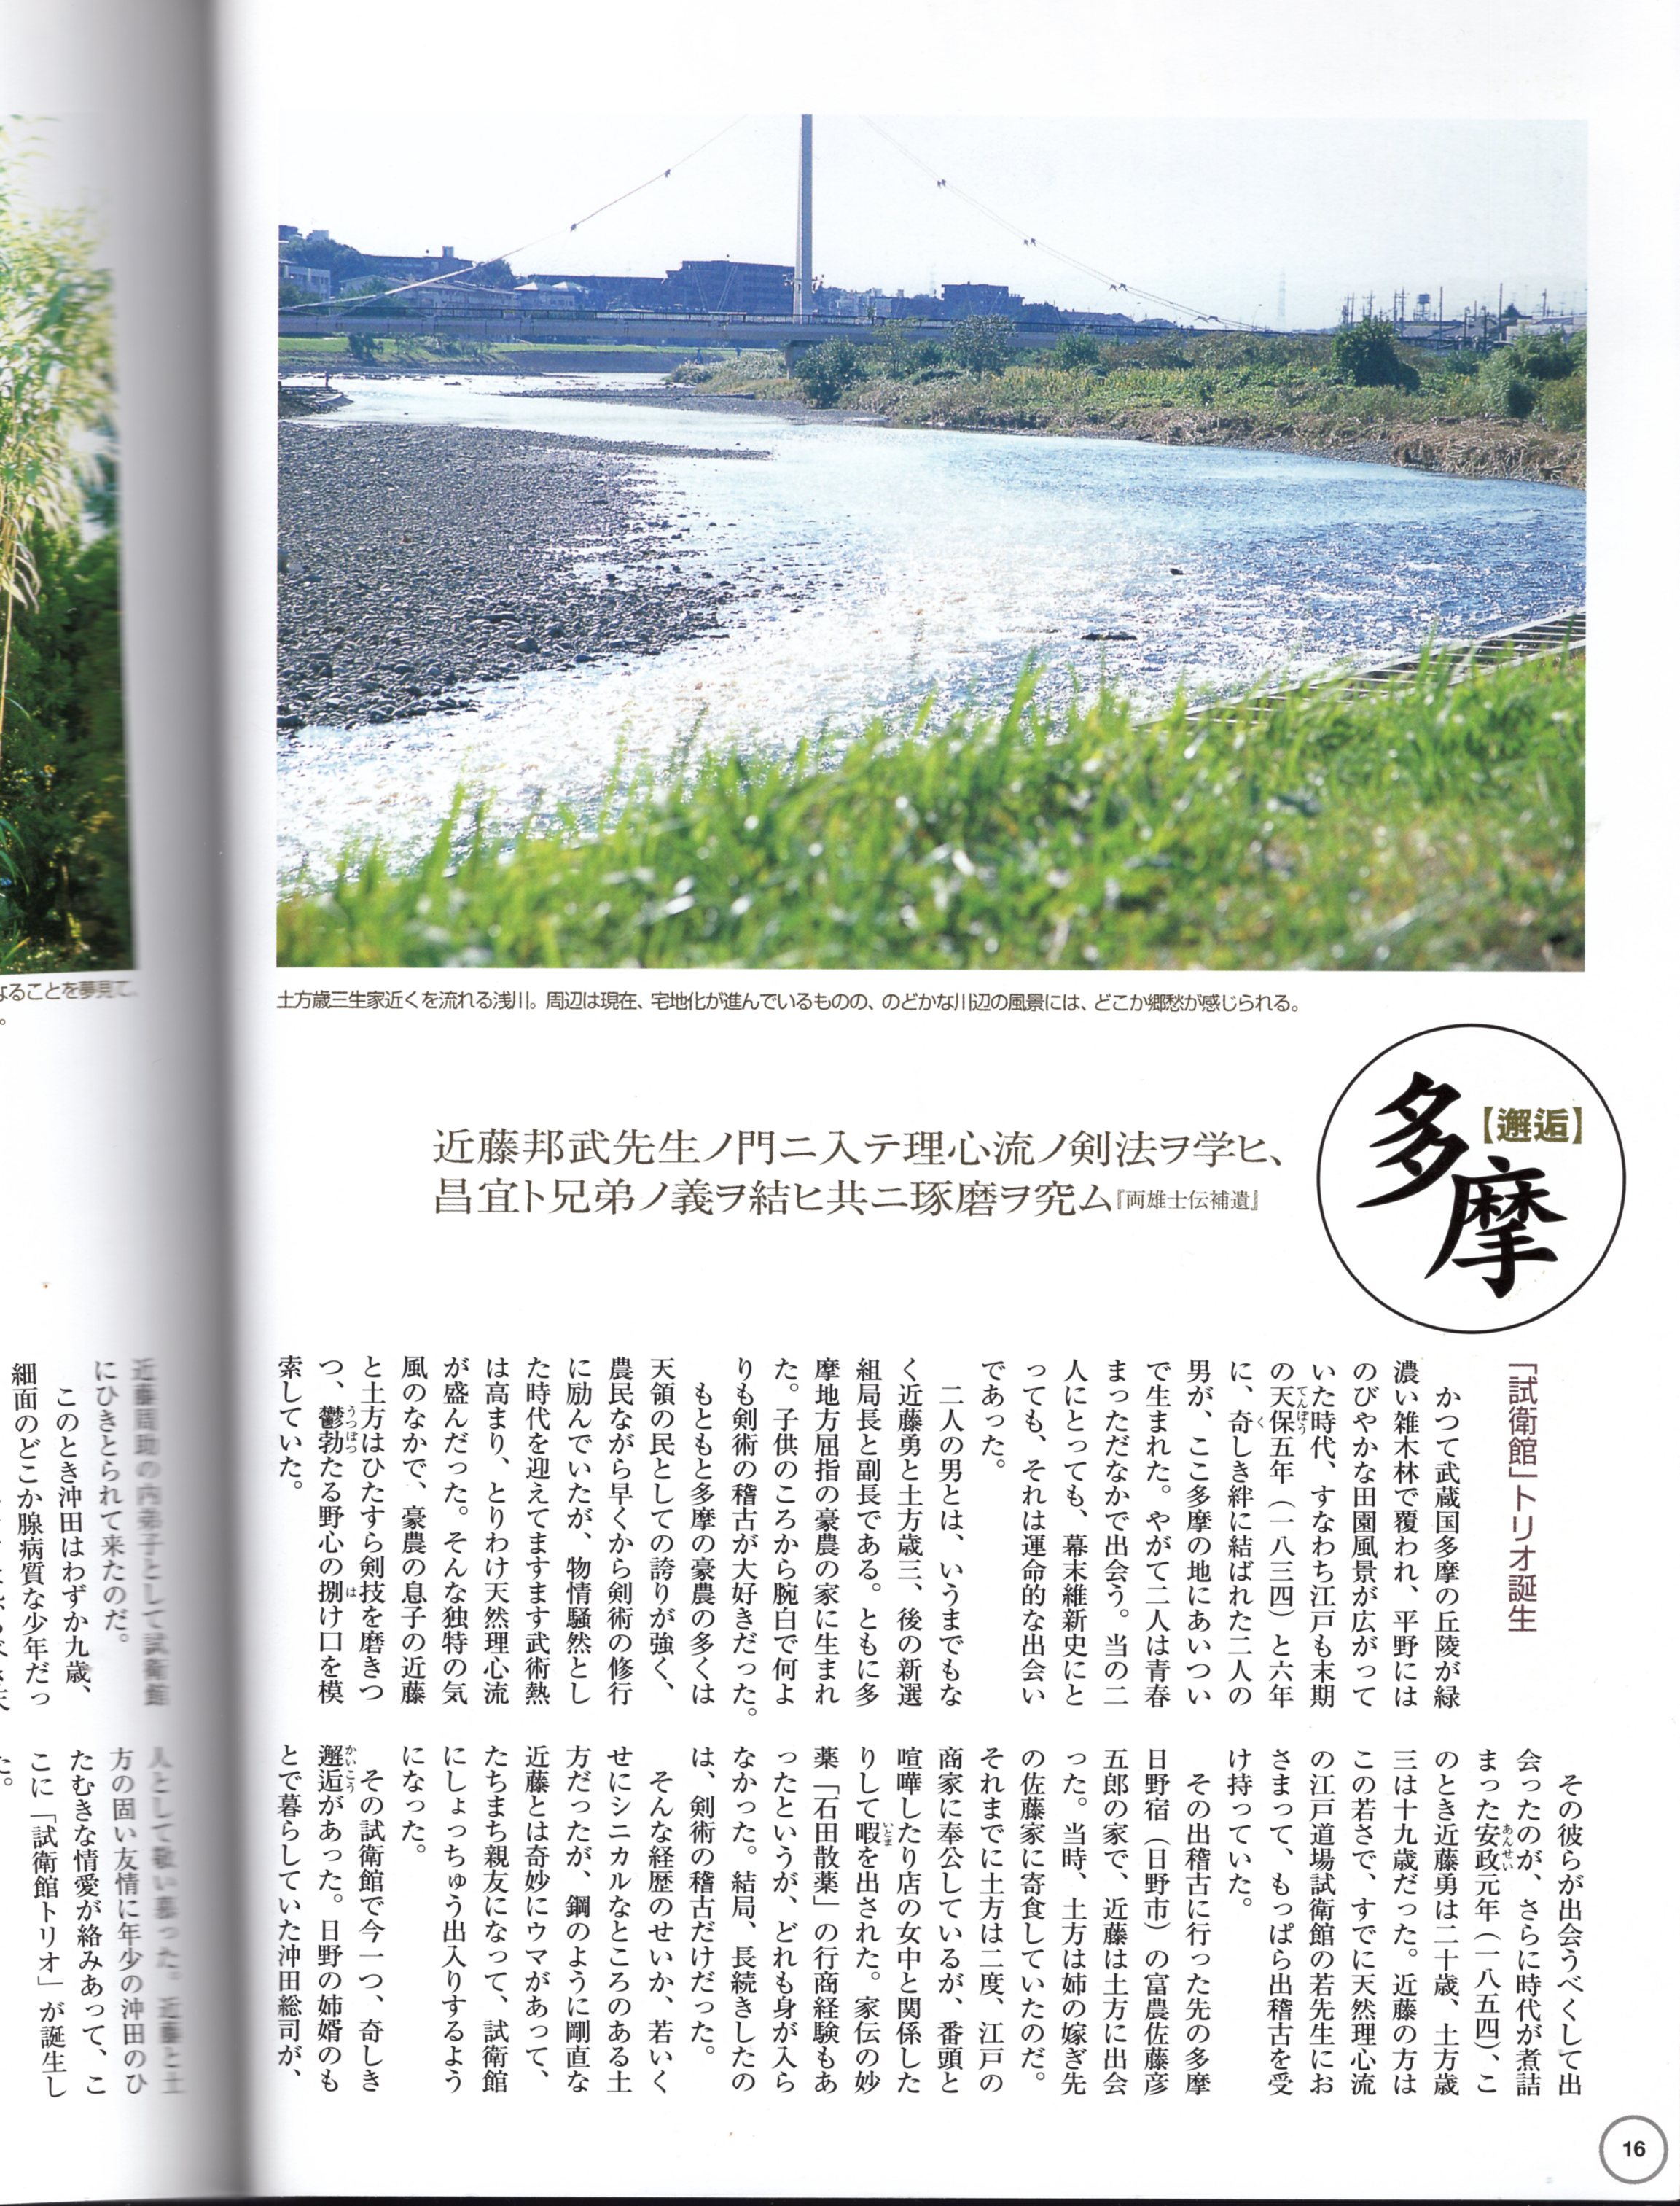 土方歳三生家近くを流れる浅川。周辺は現在、宅地化が進んでいるものの、のどかな川辺の風景には、どこか郷愁が感じられる。
【邂逅】
多摩
近藤邦武先生ノ門ニ入テ理心流ノ剣法ヲ学ヒ、
昌宜ト兄弟ノ義ヲ結ヒ共ニ琢磨ヲ究ム『両雄士伝補遺』
「試衛館」トリオ誕生
かつて武蔵国多摩の丘陵が緑
濃い雑木林で覆われ、平野には
のびやかな田園風景が広がって
いた時代、すなわち江戸も末期
の天保五年（一八三四）と六年
てんぽう
に、奇しき絆に結ばれた二人の
く
男が、ここ多摩の地にあいつい
で生まれた。やがて二人は青春
まっただなかで出会う。当の二
人にとっても、幕末維新史にと
っても、それは運命的な出会い
であった。
二人の男とは、いうまでもな
く近藤勇と土方歳三、後の新選
組局長と副長である。ともに多
摩地方屈指の豪農の家に生まれ
た。子供のころから腕白で何よ
りも剣術の稽古が大好きだった。
もともと多摩の豪農の多くは
天領の民としての誇りが強く、
農民ながら早くから剣術の修行
に励んでいたが、物情騒然とし
た時代を迎えてますます武術熱
は高まり、とりわけ天然理心流
が盛んだった。そんな独特の気
風のなかで、豪農の息子の近藤
と土方はひたすら剣技を磨きつ
つ、鬱勃たる野心の捌け口を模
うつぼつ
は
索していた。
その彼らが出会うべくして出
会ったのが、さらに時代が煮詰
まった安政元年（一八五四）、こ
あんせい
のとき近藤勇は二十歳、土方歳
三は十九歳だった。近藤の方は
この若さで、すでに天然理心流
の江戸道場試衛館の若先生にお
さまって、もっぱら出稽古を受
け持っていた。
その出稽古に行った先の多摩
日野宿（日野市）の富農佐藤彦
五郎の家で、近藤は土方に出会
った。当時、土方は姉の嫁ぎ先
の佐藤家に寄食していたのだ。
それまでに土方は二度、江戸の
商家に奉公しているが、番頭と
喧嘩したり店の女中と関係した
りして暇を出された。家伝の妙
いとま
薬「石田散薬」の行商経験もあ
ったというが、どれも身が入ら
なかった。結局、長続きしたの
は、剣術の稽古だけだった。
そんな経歴のせいか、若いく
せにシニカルなところのある土
方だったが、鋼のように剛直な
近藤とは奇妙にウマがあって、
たちまち親友になって、試衛館
にしょっちゅう出入りするよう
になった。
その試衛館で今一つ、奇しき
邂逅があった。日野の姉婿のも
かいこう
とで暮らしていた沖田総司が、
16
なることを夢見て、
。
近藤周助の内弟子として試衛館
にひきとられて来たのだ。
このとき沖田はわずか九歳、
細面のどこか腺病質な少年だっ
人として敬い慕った。近藤と土
方の固い友情に年少の沖田のひ
たむきな情愛が絡みあって、こ
こに「試衛館トリオ」が誕生し
た。